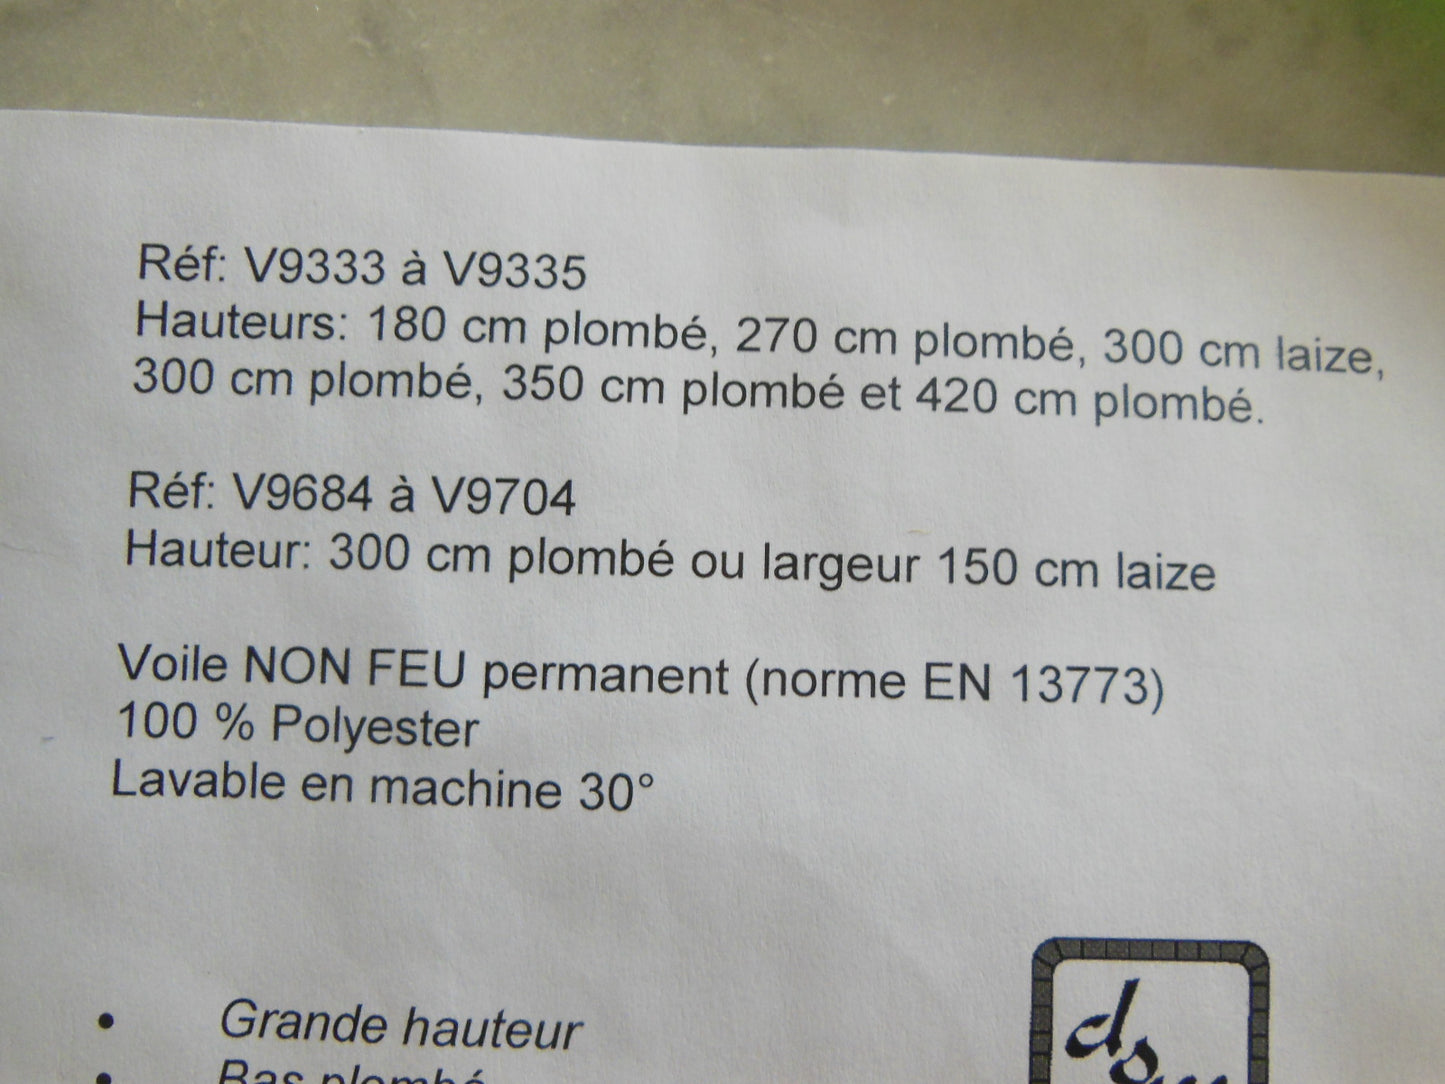 Réf: V9333 à V9335
Hauteurs: 180 cm plombé, 270 cm plombé, 300 cm laize,
300 cm plombé, 350 cm plombé et 420 cm plombé.
Réf: V9684 à V9704
Hauteur: 300 cm plombé ou largeur 150 cm laize
Voile NON FEU permanent (norme EN 13773)
100 % Polyester
Lavable en machine 30°
• Grande hauteur
• Bas plombé